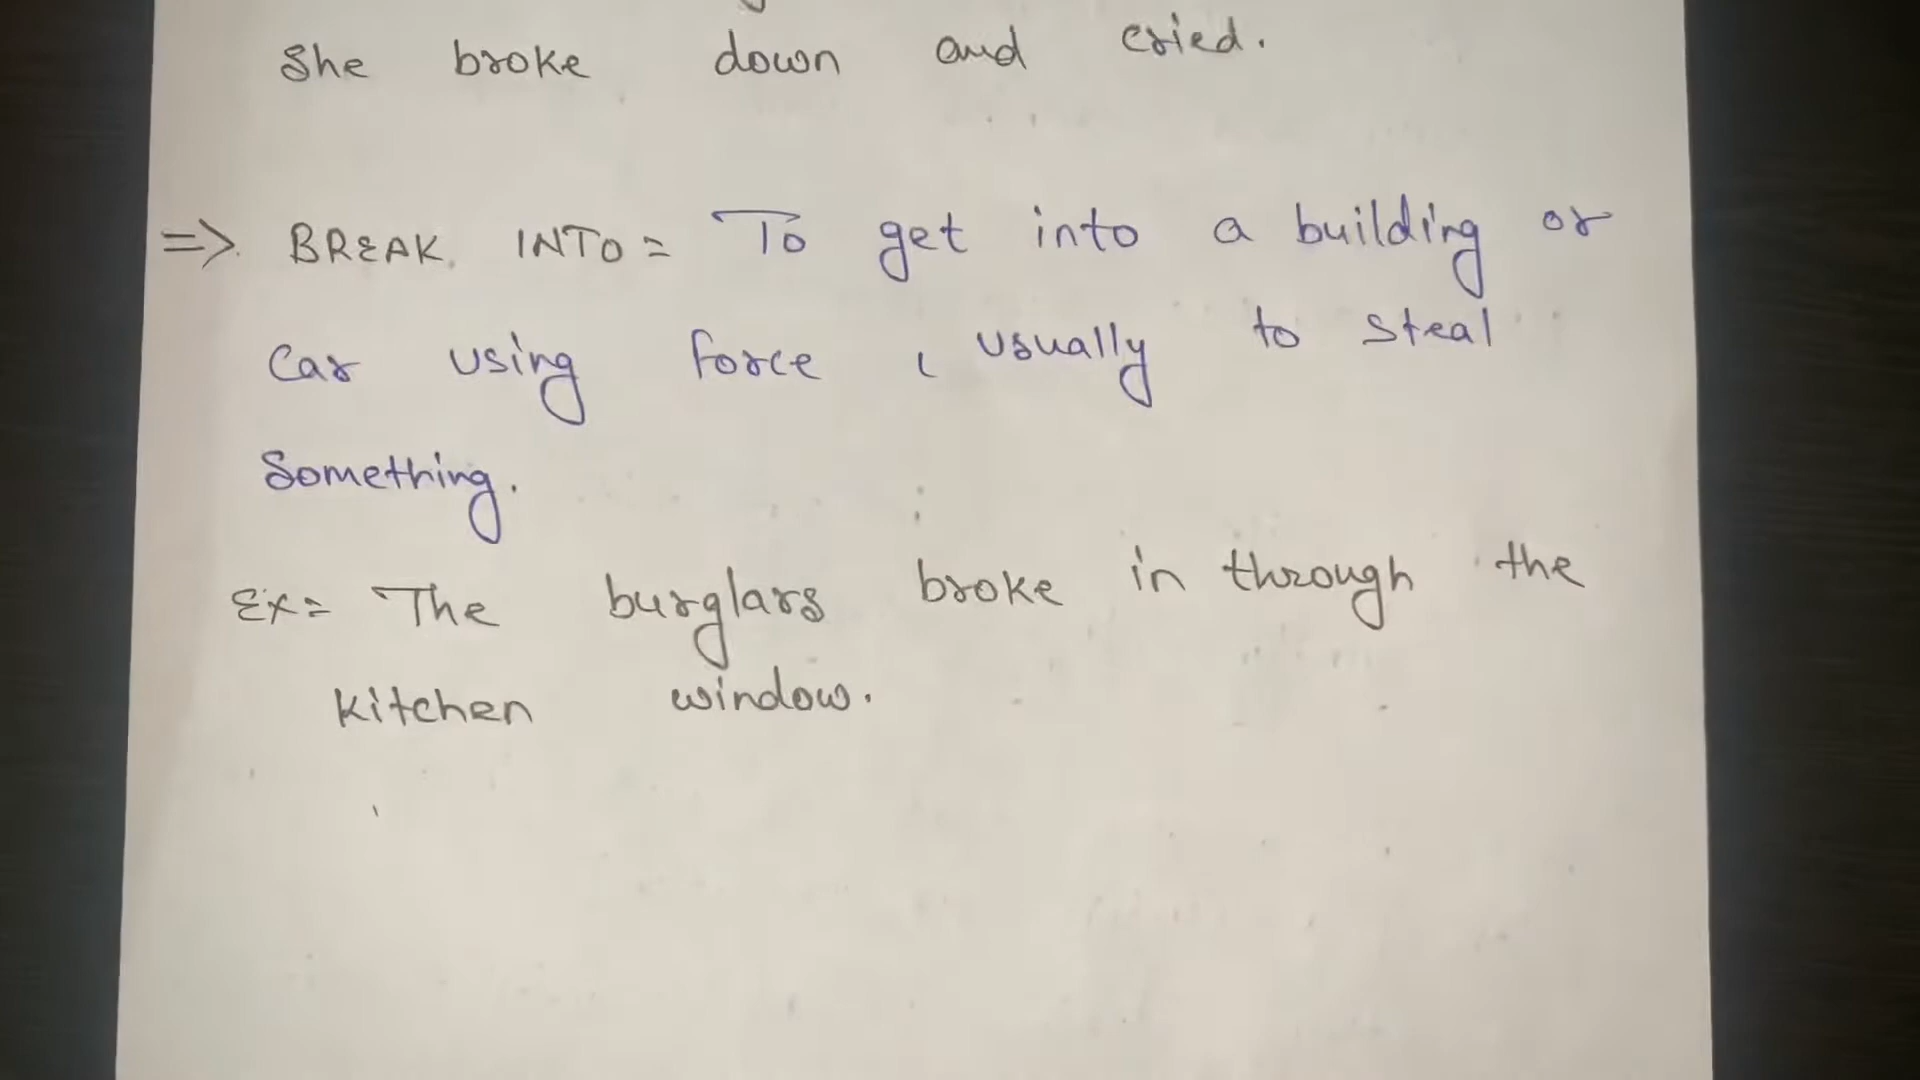 She broke down and cried.
=> BREAK INTO = To get into a building or
Car using force, usually to steal
Something.
Ex= The burglars broke in through the
kitchen window.